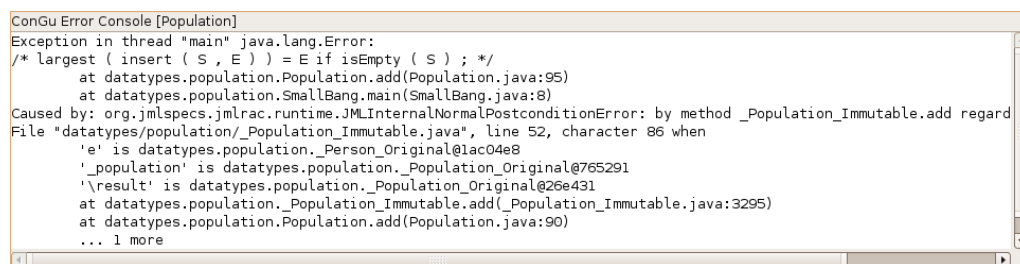 ConGu Error Console [Population]
Exception in thread "main" java.lang.Error:
/* largest ( insert ( S , E ) ) = E if isEmpty ( S ) ; */
at datatypes.population.Population.add(Population.java:95)
at datatypes.population.SmallBang.main(SmallBang.java:8)
Caused by: org.jmlspecs.jmlrac.runtime.JMLInternalNormalPostconditionError: by method _Population_Immutable.add regard
File "datatypes/population/_Population_Immutable.java", line 52, character 86 when
'e' is datatypes.population._Person_Original@1ac04e8
'_population' is datatypes.population._Population_Original@765291
'\result' is datatypes.population._Population_Original@26e431
at datatypes.population._Population_Immutable.add(_Population_Immutable.java:3295)
at datatypes.population.Population.add(Population.java:90)
... 1 more